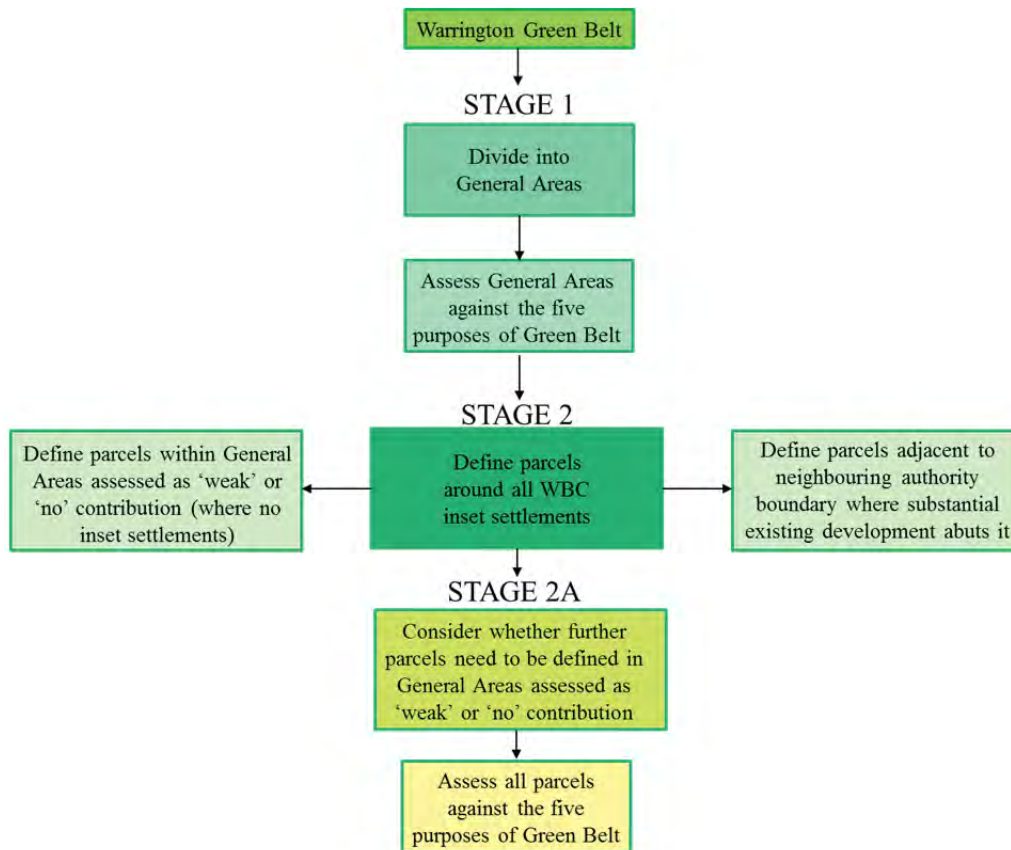 Warrington Green Belt
STAGE 1
Divide into
General Areas
Assess General Areas
against the five
purposes of Green Belt
STAGE 2
Define parcels within General
Areas assessed as ‘weak’ or
‘no’ contribution (where no
inset settlements)
Define parcels
around all WBC
inset settlements
Define parcels adjacent to
neighbouring authority
boundary where substantial
existing development abuts it
STAGE 2A
Consider whether further
parcels need to be defined in
General Areas assessed as
‘weak’ or ‘no’ contribution
Assess all parcels
against the five
purposes of Green Belt